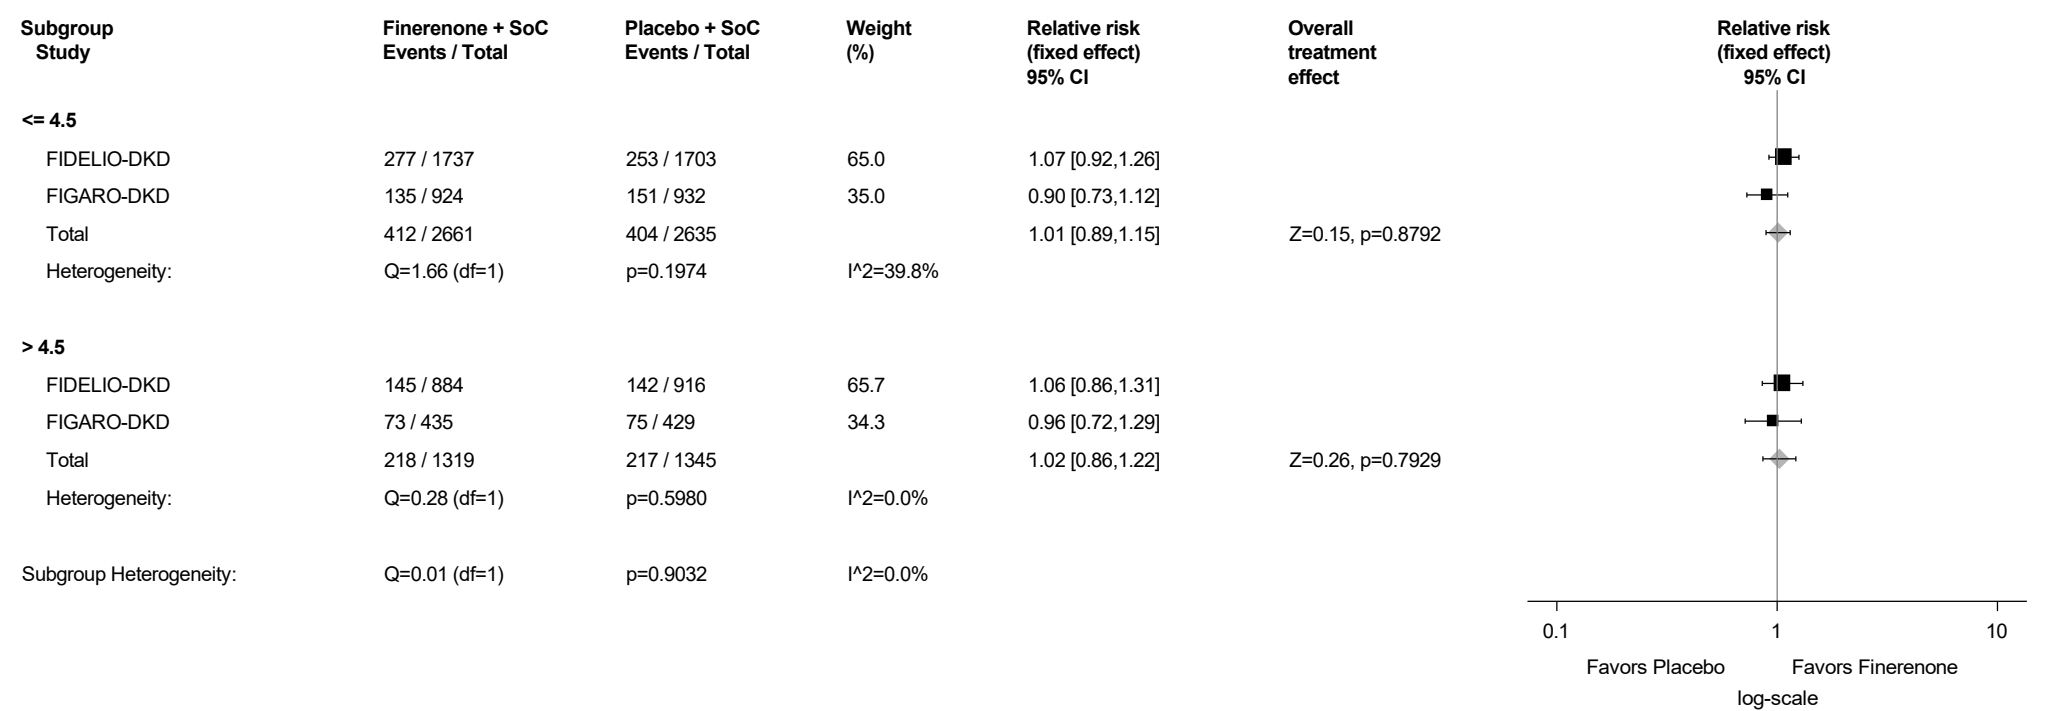 Subgroup Finerenone + SoC Placebo + SoC Weight Relative risk Overall Relative risk
Study Events / Total Events / Total (%) (fixed effect) treatment (fixed effect)
95% CI effect 95% CI
<= 4.5
FIDELIO-DKD 277 / 1737 253 / 1703 65.0 1.07 [0.92,1.26]
FIGARO-DKD 135 / 924 151 / 932 35.0 0.90 [0.73,1.12]
Total 412 / 2661 404 / 2635 1.01 [0.89,1.15] Z=0.15, p=0.8792
Heterogeneity: Q=1.66 (df=1) p=0.1974 I^2=39.8%
> 4.5
FIDELIO-DKD 145 / 884 142 / 916 65.7 1.06 [0.86,1.31]
FIGARO-DKD 73 / 435 75 / 429 34.3 0.96 [0.72,1.29]
Total 218 / 1319 217 / 1345 1.02 [0.86,1.22] Z=0.26, p=0.7929
Heterogeneity: Q=0.28 (df=1) p=0.5980 I^2=0.0%
Subgroup Heterogeneity: Q=0.01 (df=1) p=0.9032 I^2=0.0%
0.1 1 10
Favors Placebo Favors Finerenone
log-scale